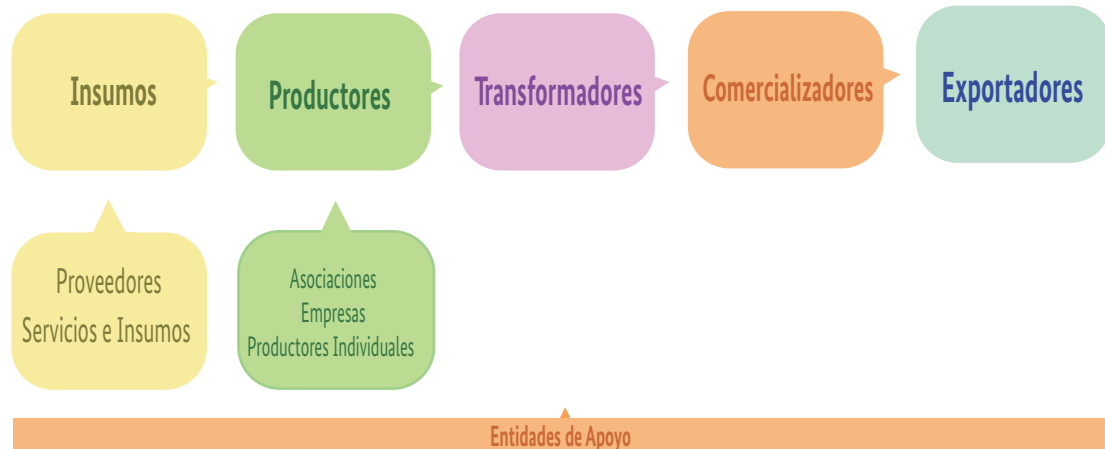 Insumos
Productores
Transformadores
Comercializadores
Exportadores
Proveedores
Servicios e Insumos
Asociaciones
Empresas
Productores Individuales
Entidades de Apoyo